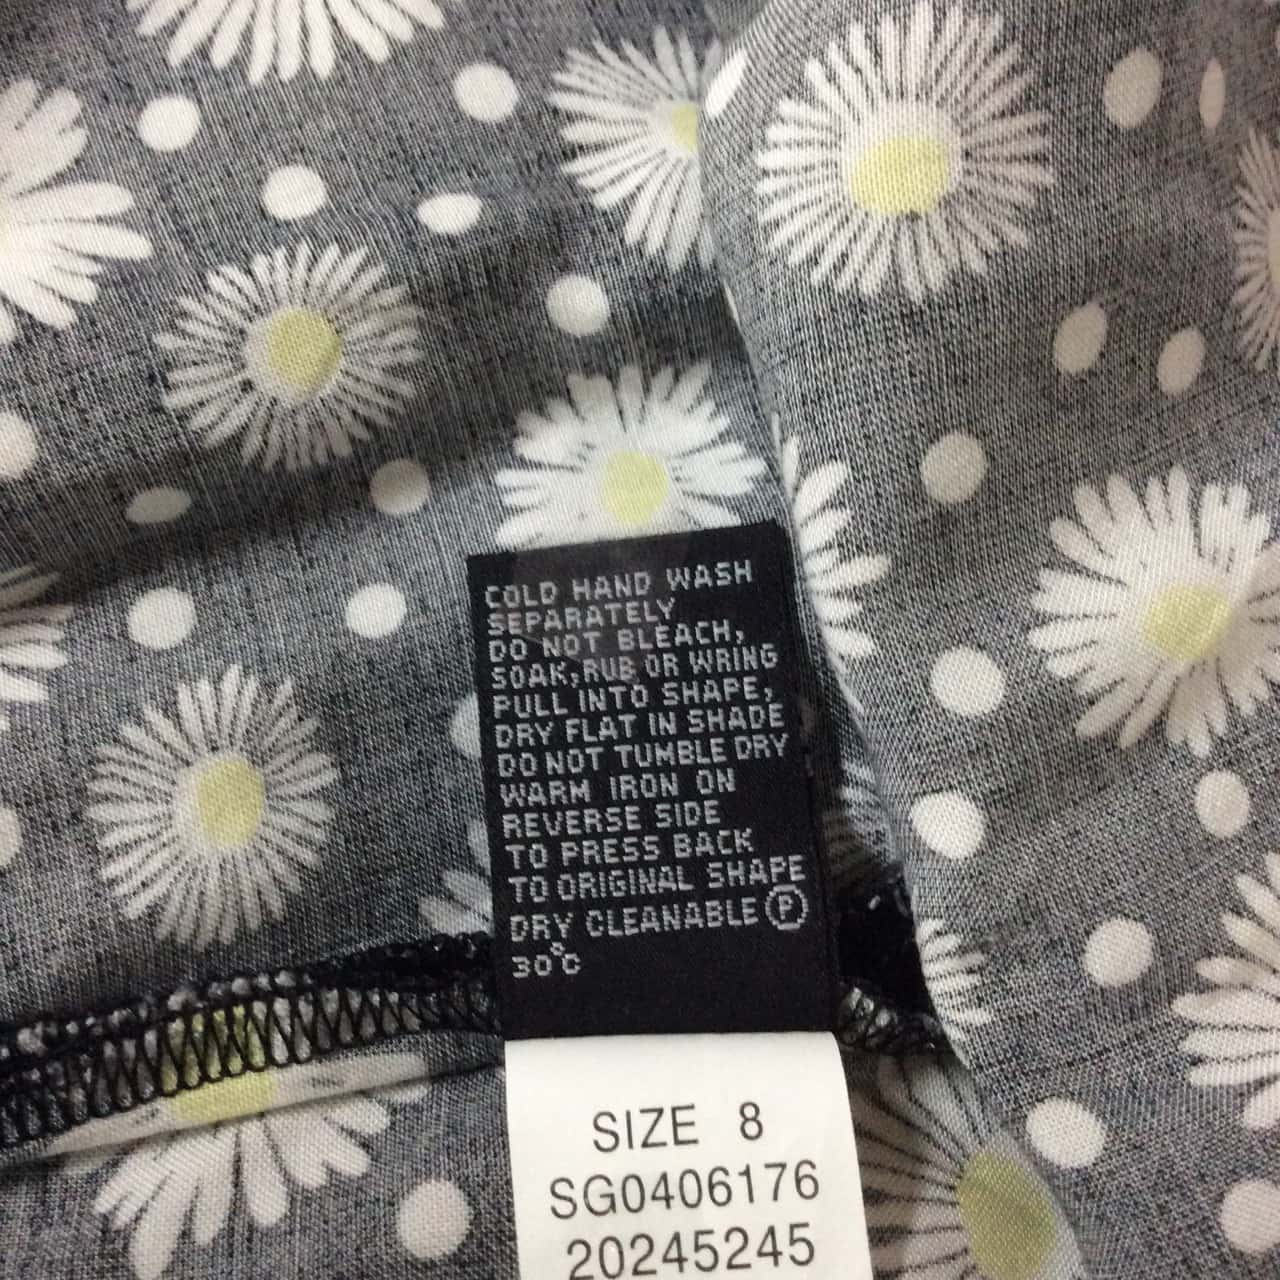 COLD HAND WASH
SEPARATELY
DO NOT BLEACH,
SOAK, RUB OR WRING
PULL INTO SHAPE,
DRY FLAT IN SHADE
DO NOT TUMBLE DRY
WARM IRON ON
REVERSE SIDE
TO PRESS BACK
TO ORIGINAL SHAPE
DRY CLEANABLE Ⓟ
30°C
SIZE 8
SG0406176
20245245